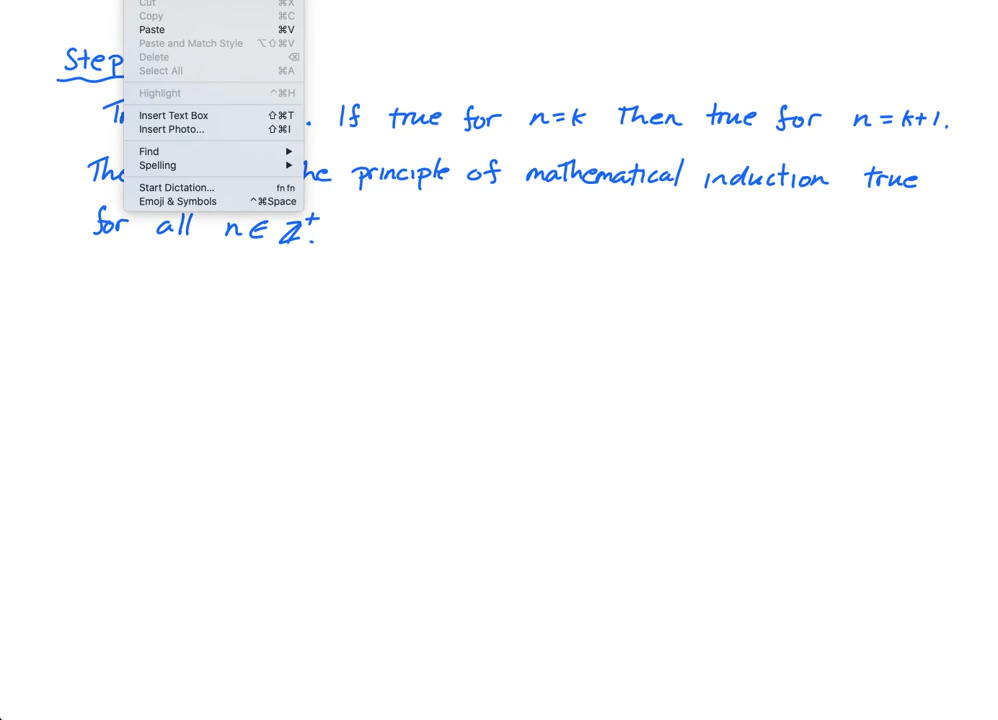 Cut ⌘X
Copy ⌘C
Paste ⌘V
Paste and Match Style ⌥⇧⌘V
Delete ⌫
Select All ⌘A
Highlight ^⌘H
Insert Text Box ⇧⌘T
Insert Photo... ⇧⌘I
Find
Spelling
Start Dictation... fn fn
Emoji & Symbols ^⌘Space
Step
. If true for n=k Then true for n=k+1.
The he principle of mathematical induction true
for all n ∈ ℤ⁺.